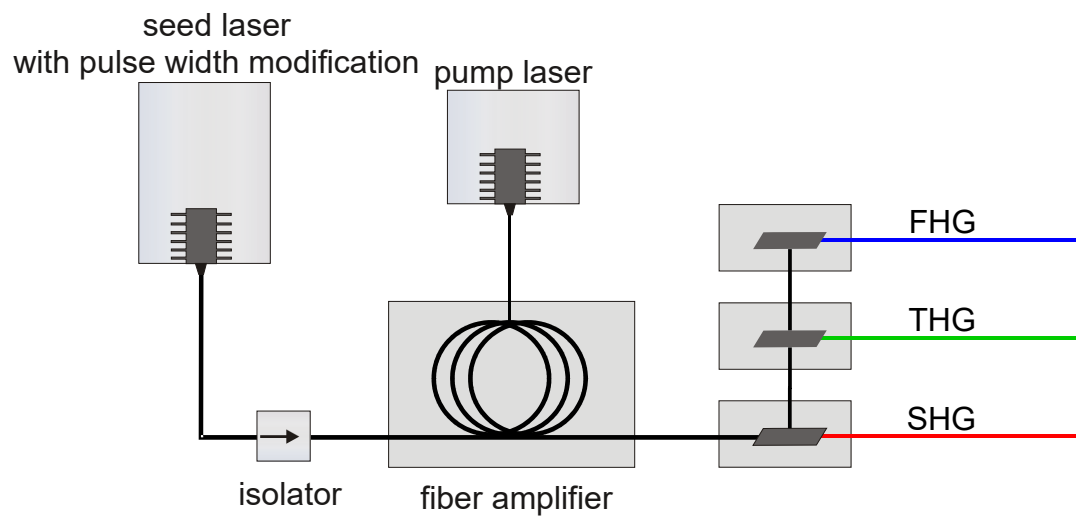 seed laser
with pulse width modification
pump laser
FHG
THG
SHG
isolator
fiber amplifier